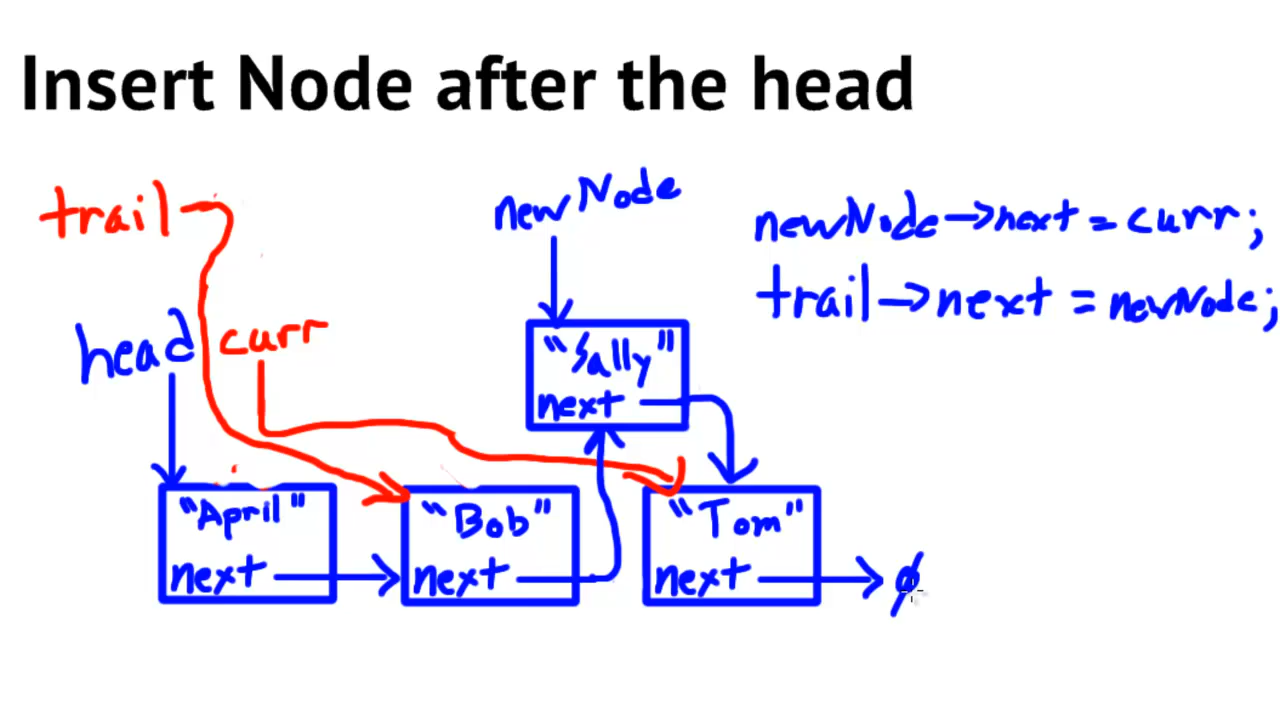 Insert Node after the head
trail
newNode
newNode→next = curr;
trail→next = newNode;
head
curr
"Sally"
next
"April"
next
"Bob"
next
"Tom"
next
∅